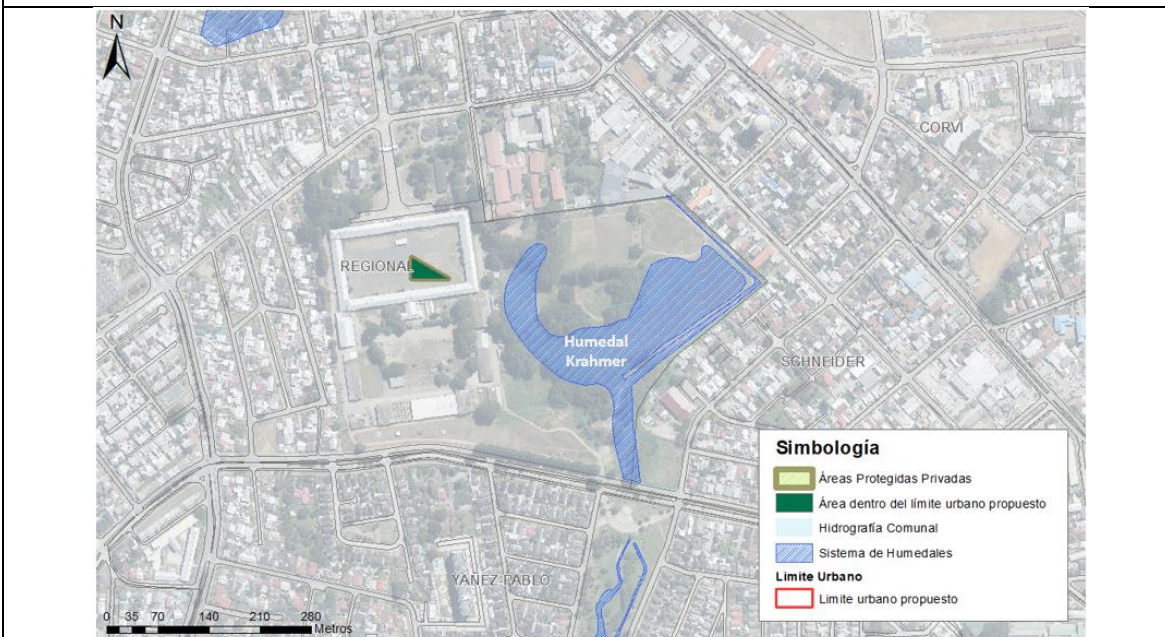 N
CORVI
REGIONAL
Humedal
Krahmer
SCHNEIDER
YAÑEZ-PABLO
Simbología
Áreas Protegidas Privadas
Área dentro del límite urbano propuesto
Hidrografía Comunal
Sistema de Humedales
Limite Urbano
Limite urbano propuesto
0 35 70 140 210 280
Metros